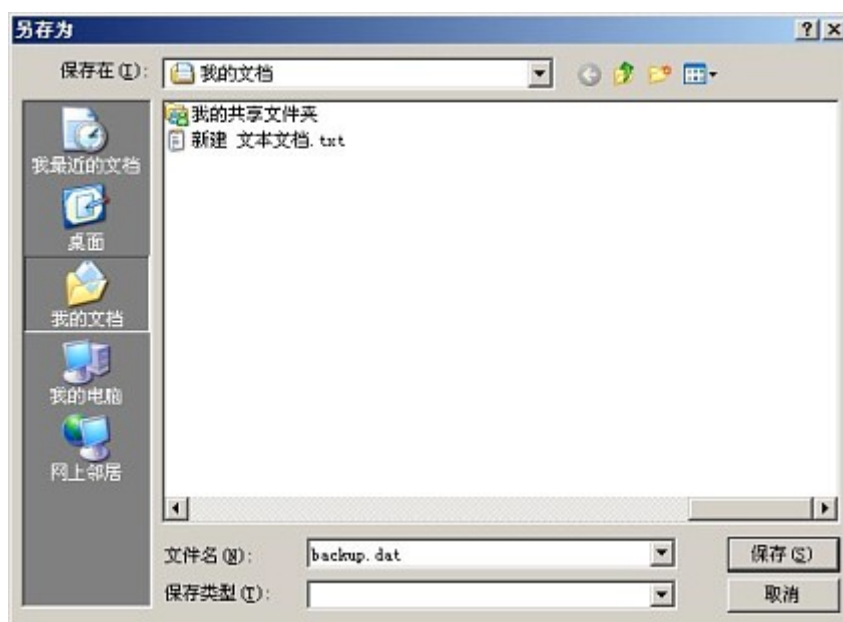 另存为
保存在(I):
我的文档
我的共享文件夹
新建 文本文档.txt
我最近的文档
桌面
我的文档
我的电脑
网上邻居
文件名(N):
backup.dat
保存(S)
保存类型(T):
取消